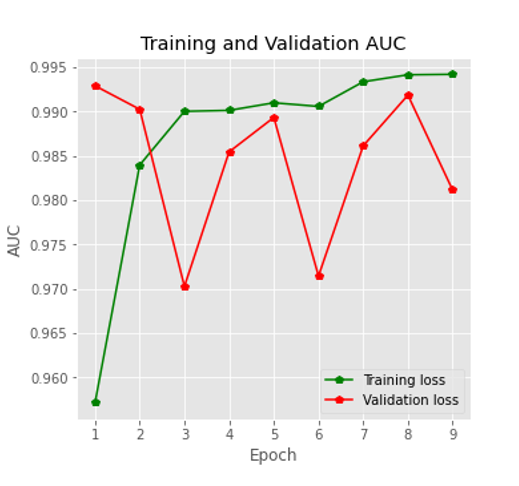 Training and Validation AUC
0.995
0.990
0.985
0.980
0.975
0.970
0.965
0.960
AUC
Training loss
Validation loss
1 2 3 4 5 6 7 8 9
Epoch